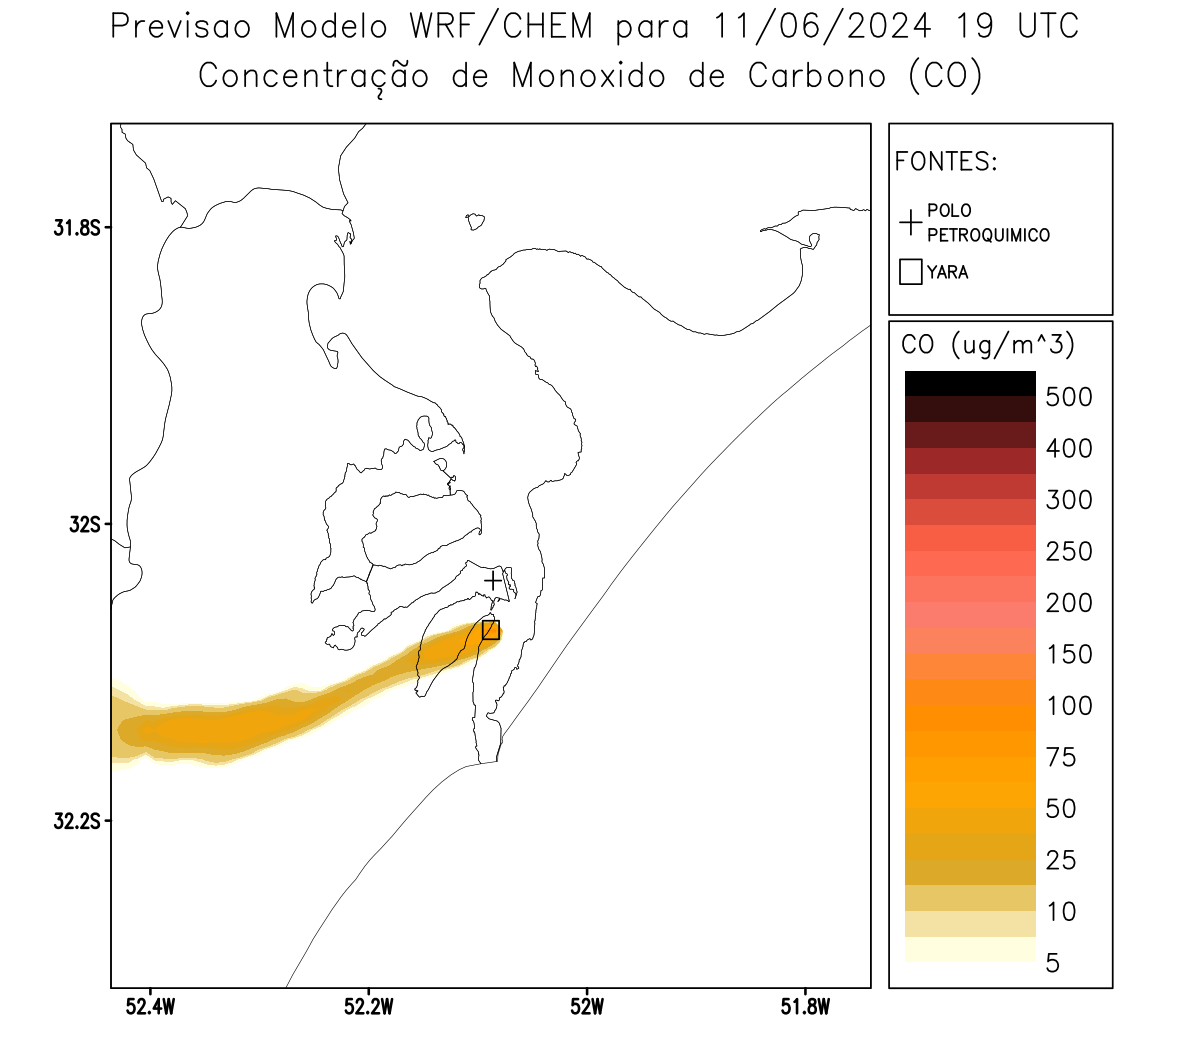 Previsao Modelo WRF/CHEM para 11/06/2024 19 UTC
Concentração de Monoxido de Carbono (CO)
FONTES:
POLO
PETROQUIMICO
YARA
CO (ug/m^3)
500
400
300
250
200
150
100
75
50
25
10
5
31.8S
32S
32.2S
52.4W
52.2W
52W
51.8W